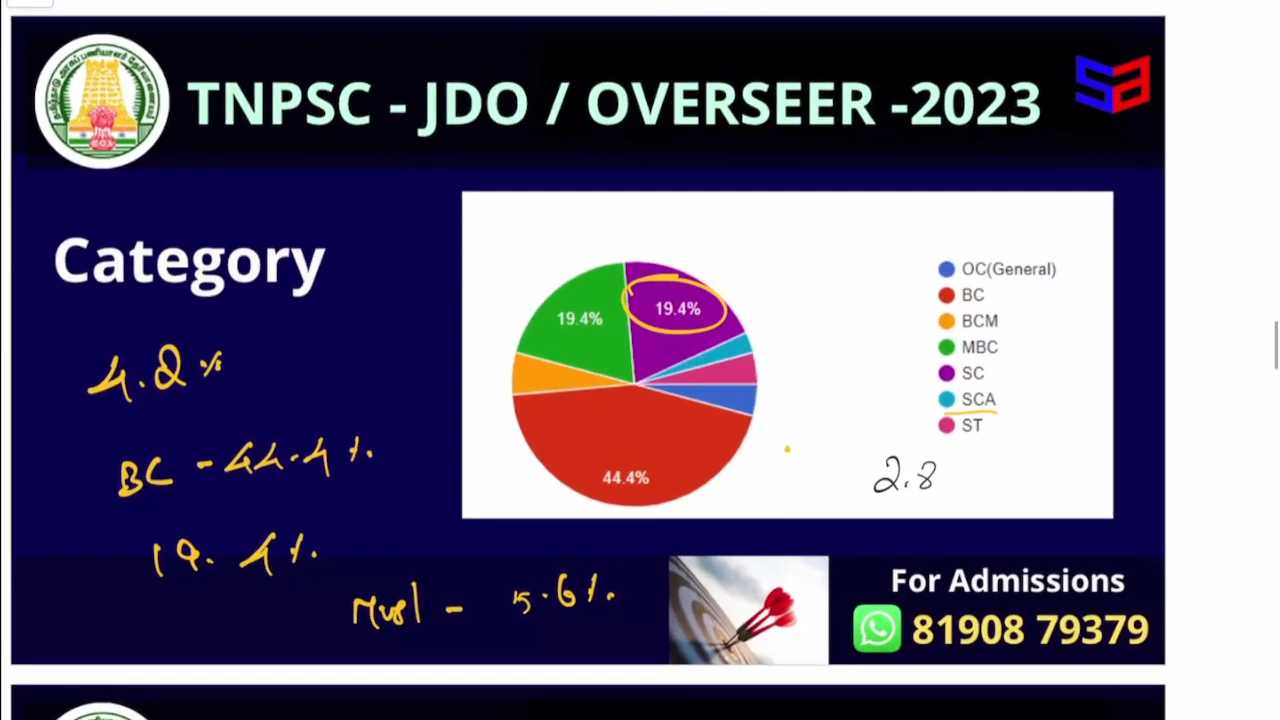 TNPSC - JDO / OVERSEER -2023
Category
19.4%
19.4%
44.4%
OC(General)
BC
BCM
MBC
SC
SCA
ST
4.2 %
BC - 44.4 %.
19.4 %.
5.6 %.
2.8
For Admissions
81908 79379